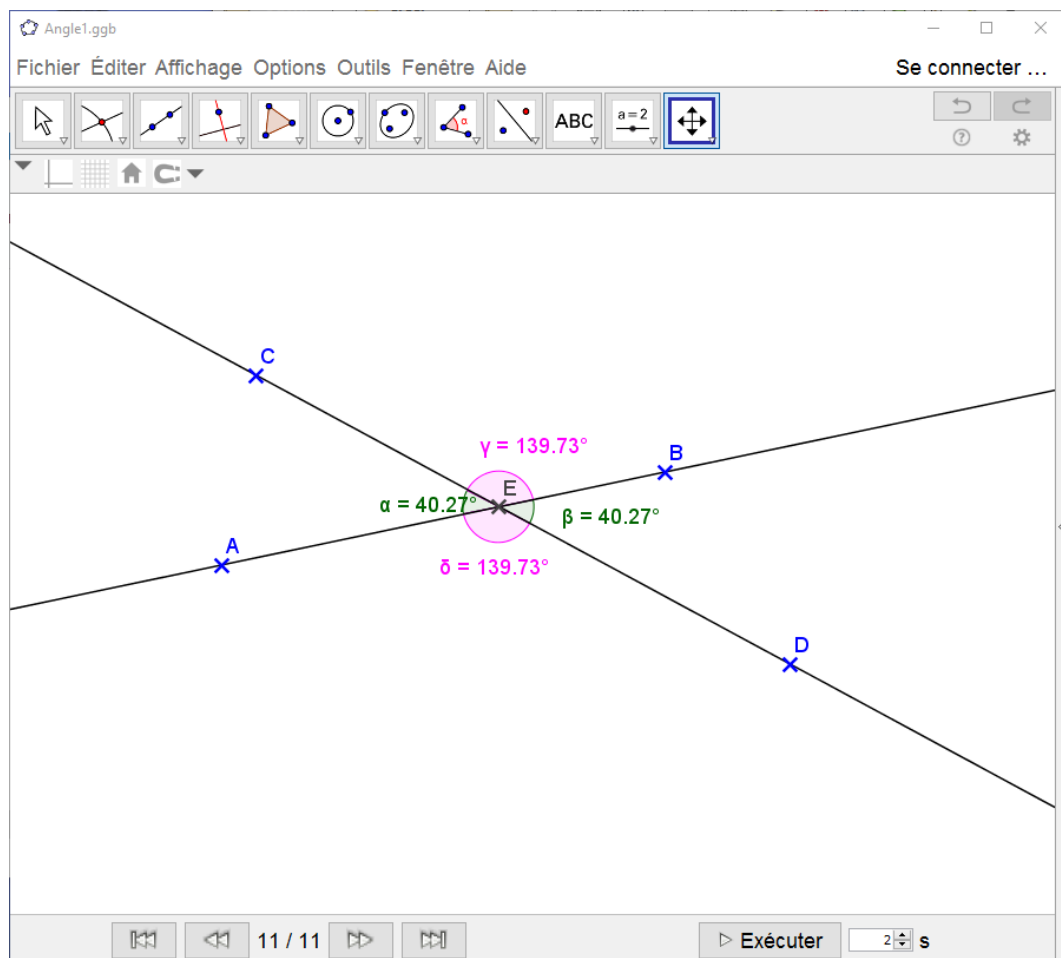 Angle1.ggb
Fichier Éditer Affichage Options Outils Fenêtre Aide Se connecter ...
α ABC a = 2
C
γ = 139.73°
B
E
α = 40.27°
β = 40.27°
A
δ = 139.73°
D
11 / 11 Exécuter 2 s